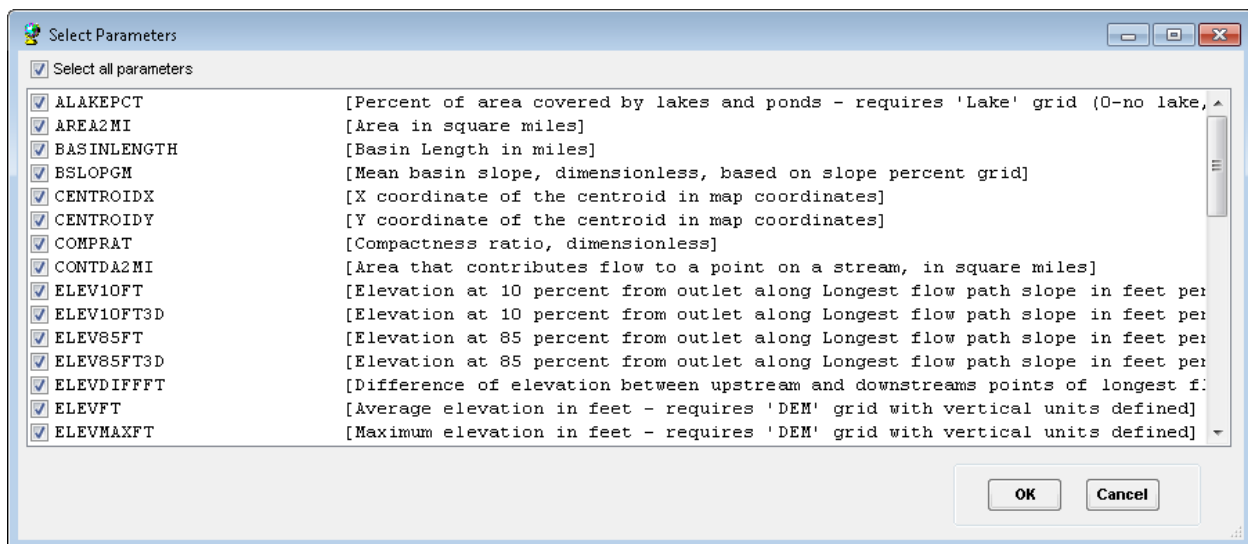 Select Parameters
Select all parameters
ALAKEPCT [Percent of area covered by lakes and ponds - requires 'Lake' grid (0-no lake,
AREA2MI [Area in square miles]
BASINLENGTH [Basin Length in miles]
BSLOPGM [Mean basin slope, dimensionless, based on slope percent grid]
CENTROIDX [X coordinate of the centroid in map coordinates]
CENTROIDY [Y coordinate of the centroid in map coordinates]
COMPRAT [Compactness ratio, dimensionless]
CONTDA2MI [Area that contributes flow to a point on a stream, in square miles]
ELEV10FT [Elevation at 10 percent from outlet along Longest flow path slope in feet per
ELEV10FT3D [Elevation at 10 percent from outlet along Longest flow path slope in feet per
ELEV85FT [Elevation at 85 percent from outlet along Longest flow path slope in feet per
ELEV85FT3D [Elevation at 85 percent from outlet along Longest flow path slope in feet per
ELEVDIFFFT [Difference of elevation between upstream and downstreams points of longest
ELEVFT [Average elevation in feet - requires 'DEM' grid with vertical units defined]
ELEVMAXFT [Maximum elevation in feet - requires 'DEM' grid with vertical units defined]
OK Cancel